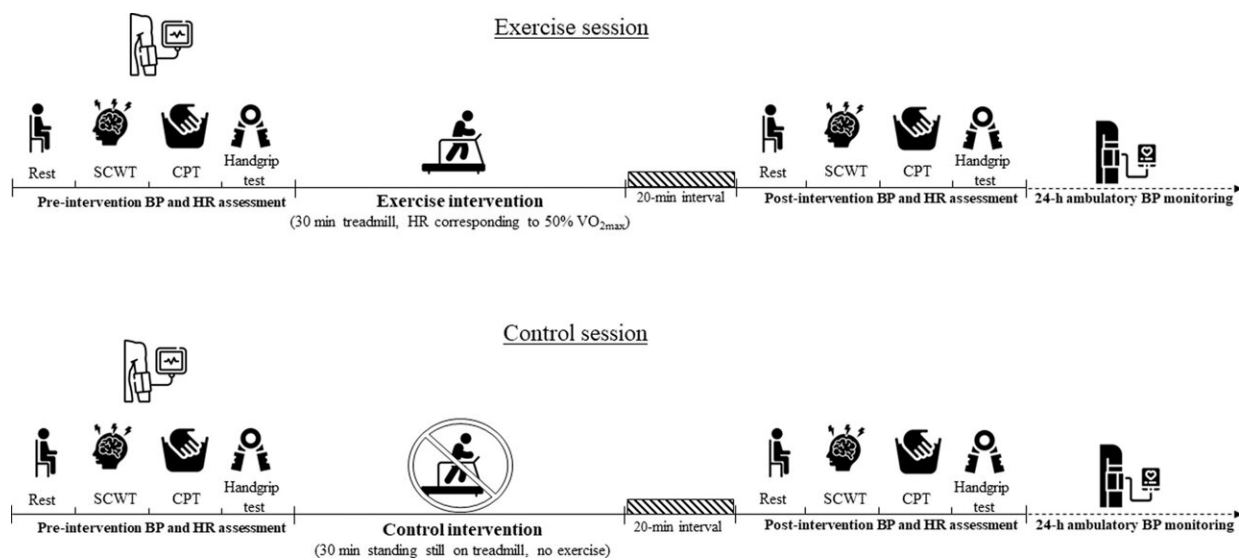 Exercise session
Rest SCWT CPT Handgrip test
Rest SCWT CPT Handgrip test
Pre-intervention BP and HR assessment
Exercise intervention
(30 min treadmill, HR corresponding to 50% VO2max)
20-min interval
Post-intervention BP and HR assessment
24-h ambulatory BP monitoring
Control session
Rest SCWT CPT Handgrip test
Rest SCWT CPT Handgrip test
Pre-intervention BP and HR assessment
Control intervention
(30 min standing still on treadmill, no exercise)
20-min interval
Post-intervention BP and HR assessment
24-h ambulatory BP monitoring